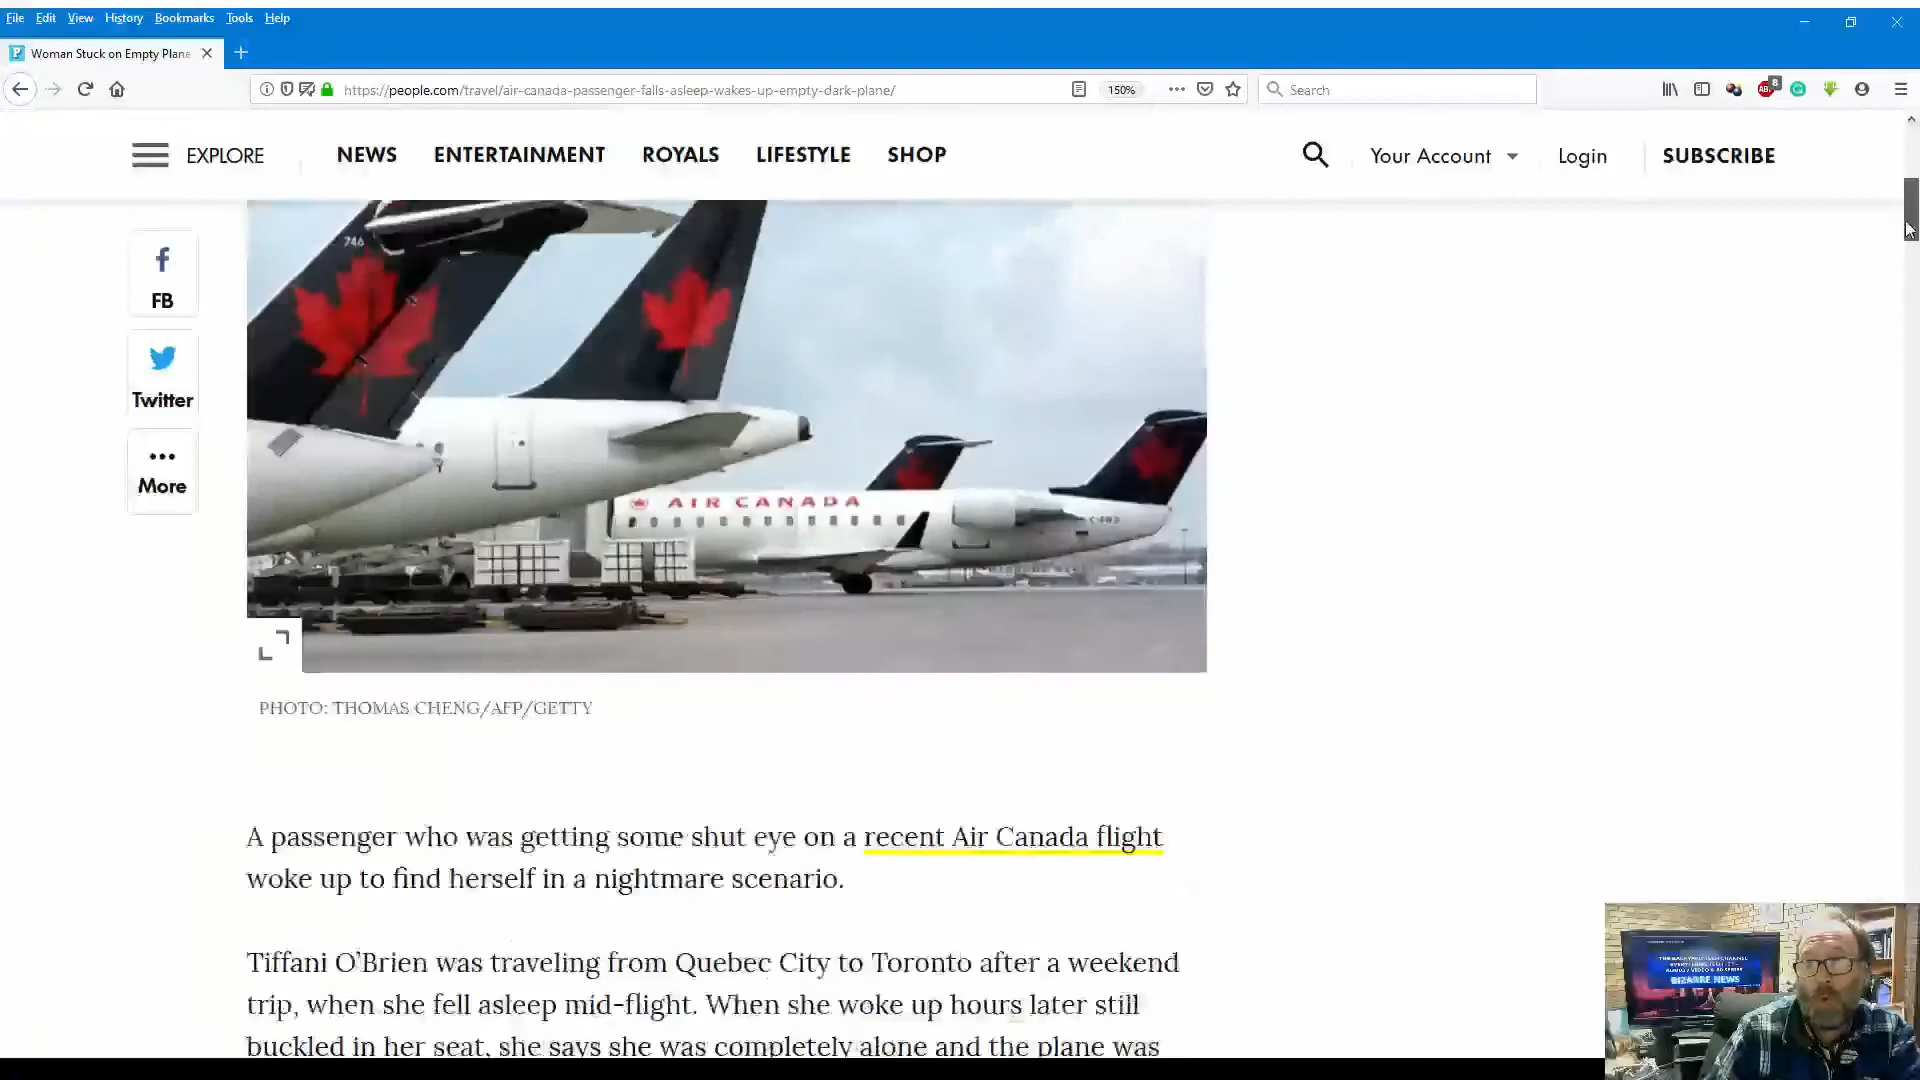 File Edit View History Bookmarks Tools Help
Woman Stuck on Empty Plane
https://people.com/travel/air-canada-passenger-falls-asleep-wakes-up-empty-dark-plane/
150%
Search
8
EXPLORE
NEWS ENTERTAINMENT ROYALS LIFESTYLE SHOP
Your Account
Login
SUBSCRIBE
FB
Twitter
More
746
AIR CANADA
PHOTO: THOMAS CHENG/AFP/GETTY
A passenger who was getting some shut eye on a recent Air Canada flight
woke up to find herself in a nightmare scenario.
Tiffani O'Brien was traveling from Quebec City to Toronto after a weekend
trip, when she fell asleep mid-flight. When she woke up hours later still
buckled in her seat, she says she was completely alone and the plane was
THE BACKYARD TECH CHANNEL
BIZARRE NEWS